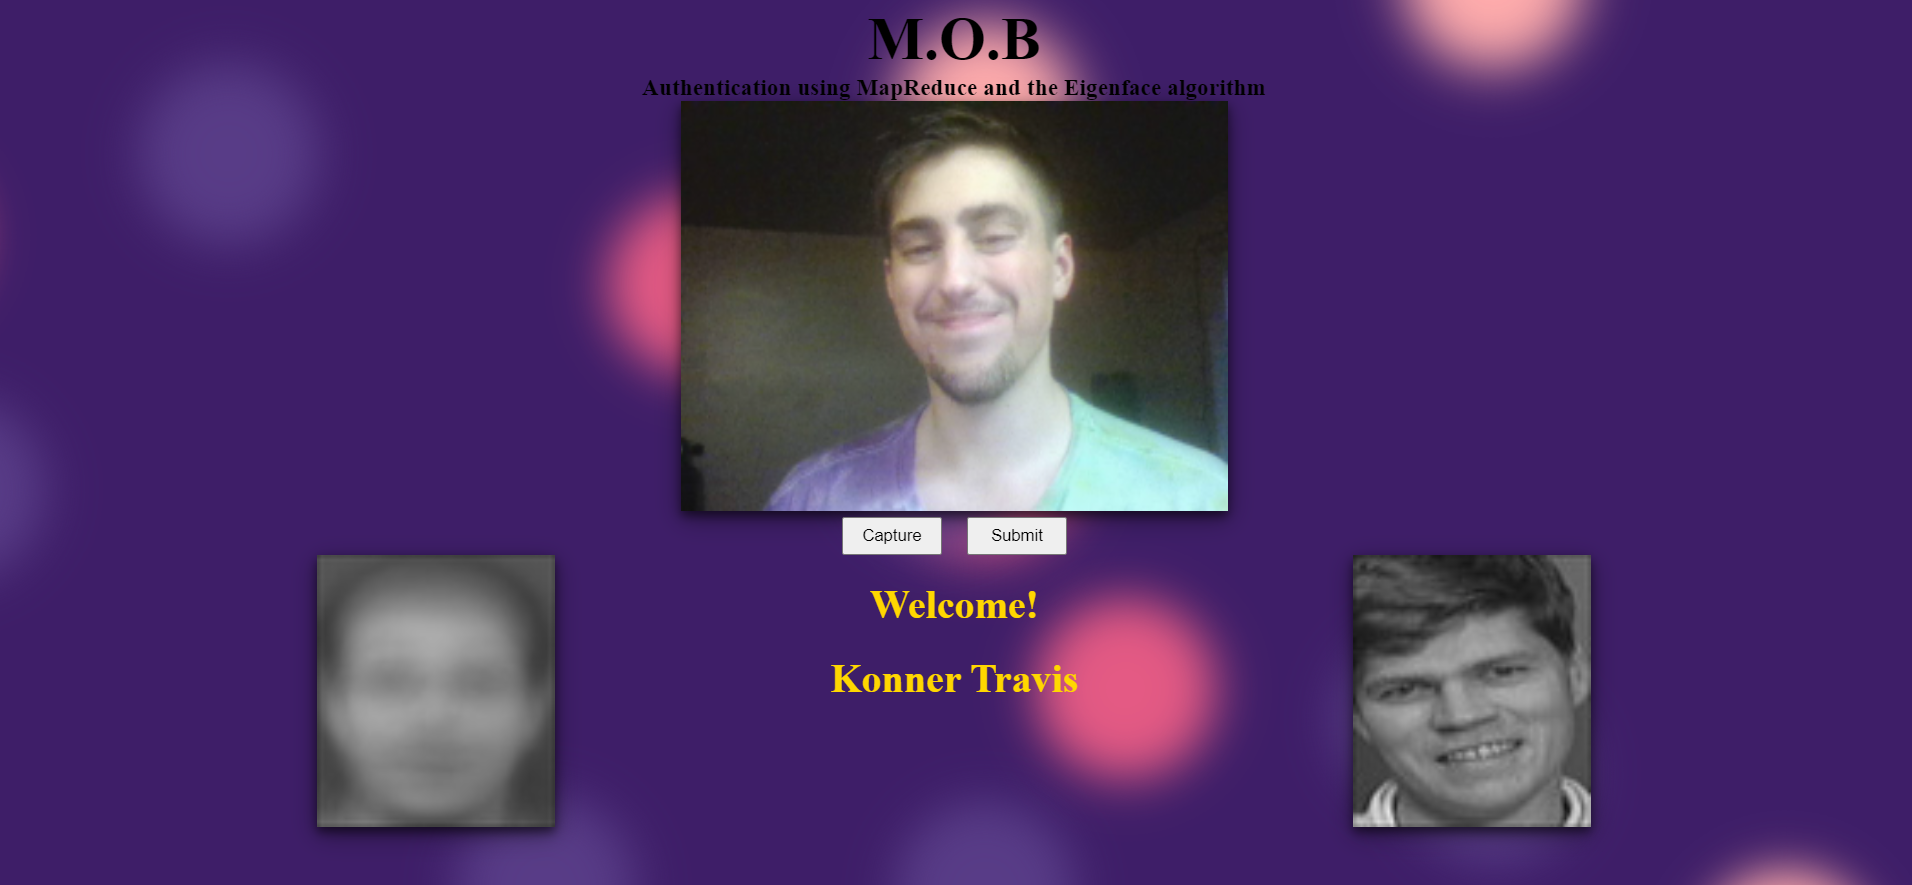 M.O.B
Authentication using MapReduce and the Eigenface algorithm
Capture Submit
Welcome!
Konner Travis